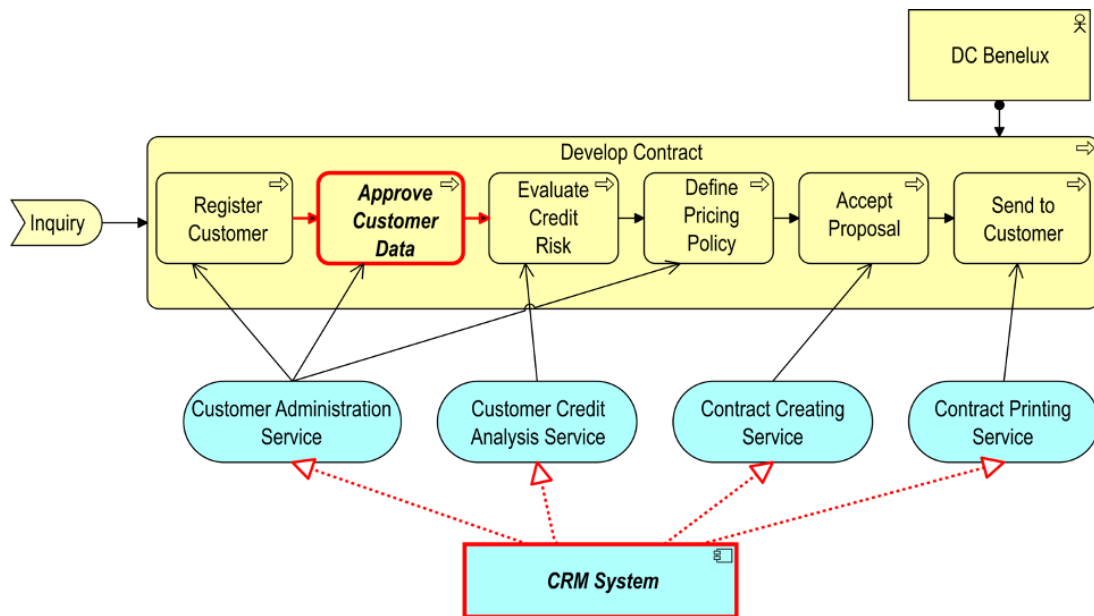 DC Benelux
Develop Contract
Inquiry
Register
Customer
Approve
Customer
Data
Evaluate
Credit
Risk
Define
Pricing
Policy
Accept
Proposal
Send to
Customer
Customer Administration
Service
Customer Credit
Analysis Service
Contract Creating
Service
Contract Printing
Service
CRM System